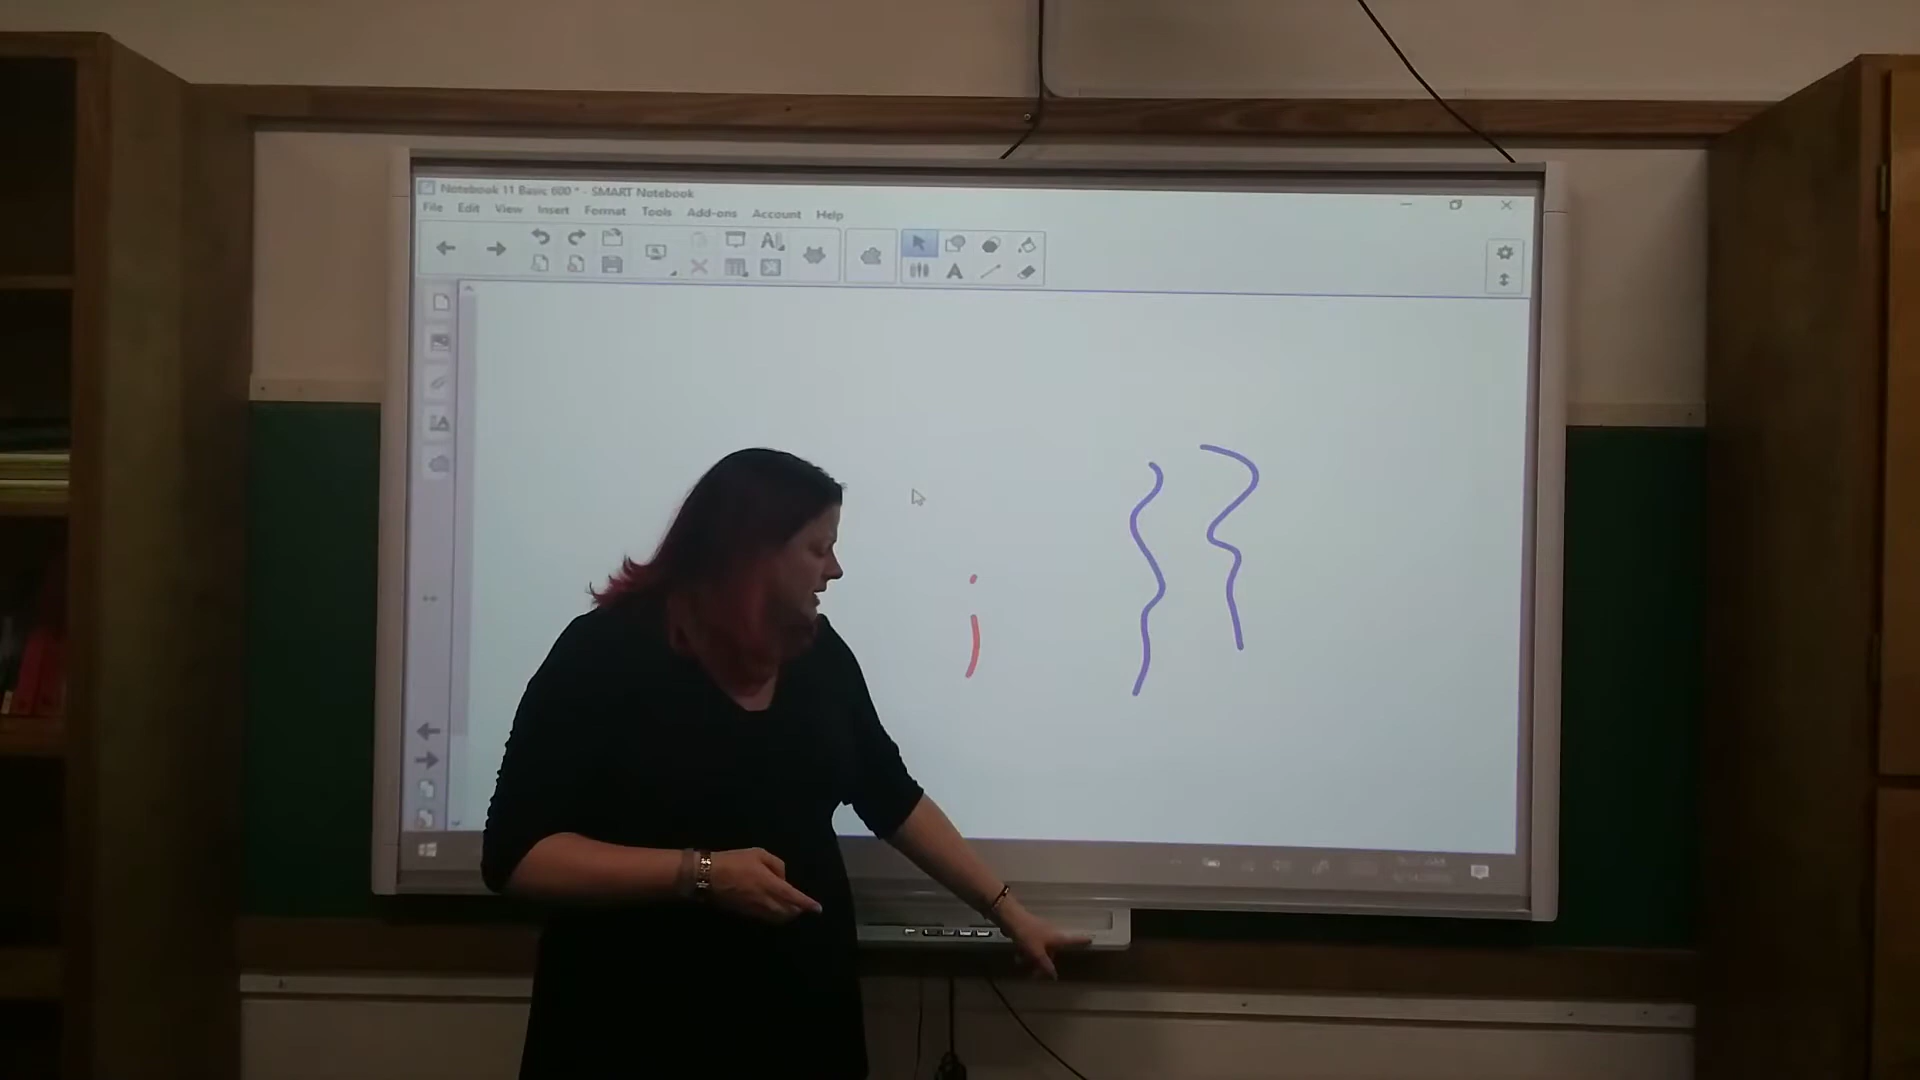 Notebook 11 Basic 600 * - SMART Notebook
File Edit View Insert Format Tools Add-ons Account Help